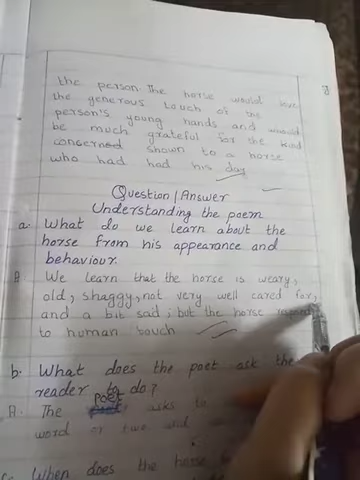 the person. The horse would love
the generous touch of the
person's young hands and would
be much grateful for the kind
concerned shown to a horse
who had had his day
Question/Answer
Understanding the poem
a. What do we learn about the
horse from his appearance and
behaviour.
A: We learn that the horse is weary,
old, shaggy, not very well cared for,
and a bit sad; but the horse
to human touch
b. What does the poet ask the
reader to do?
A: The poet asks to
word or two and
When does the horse